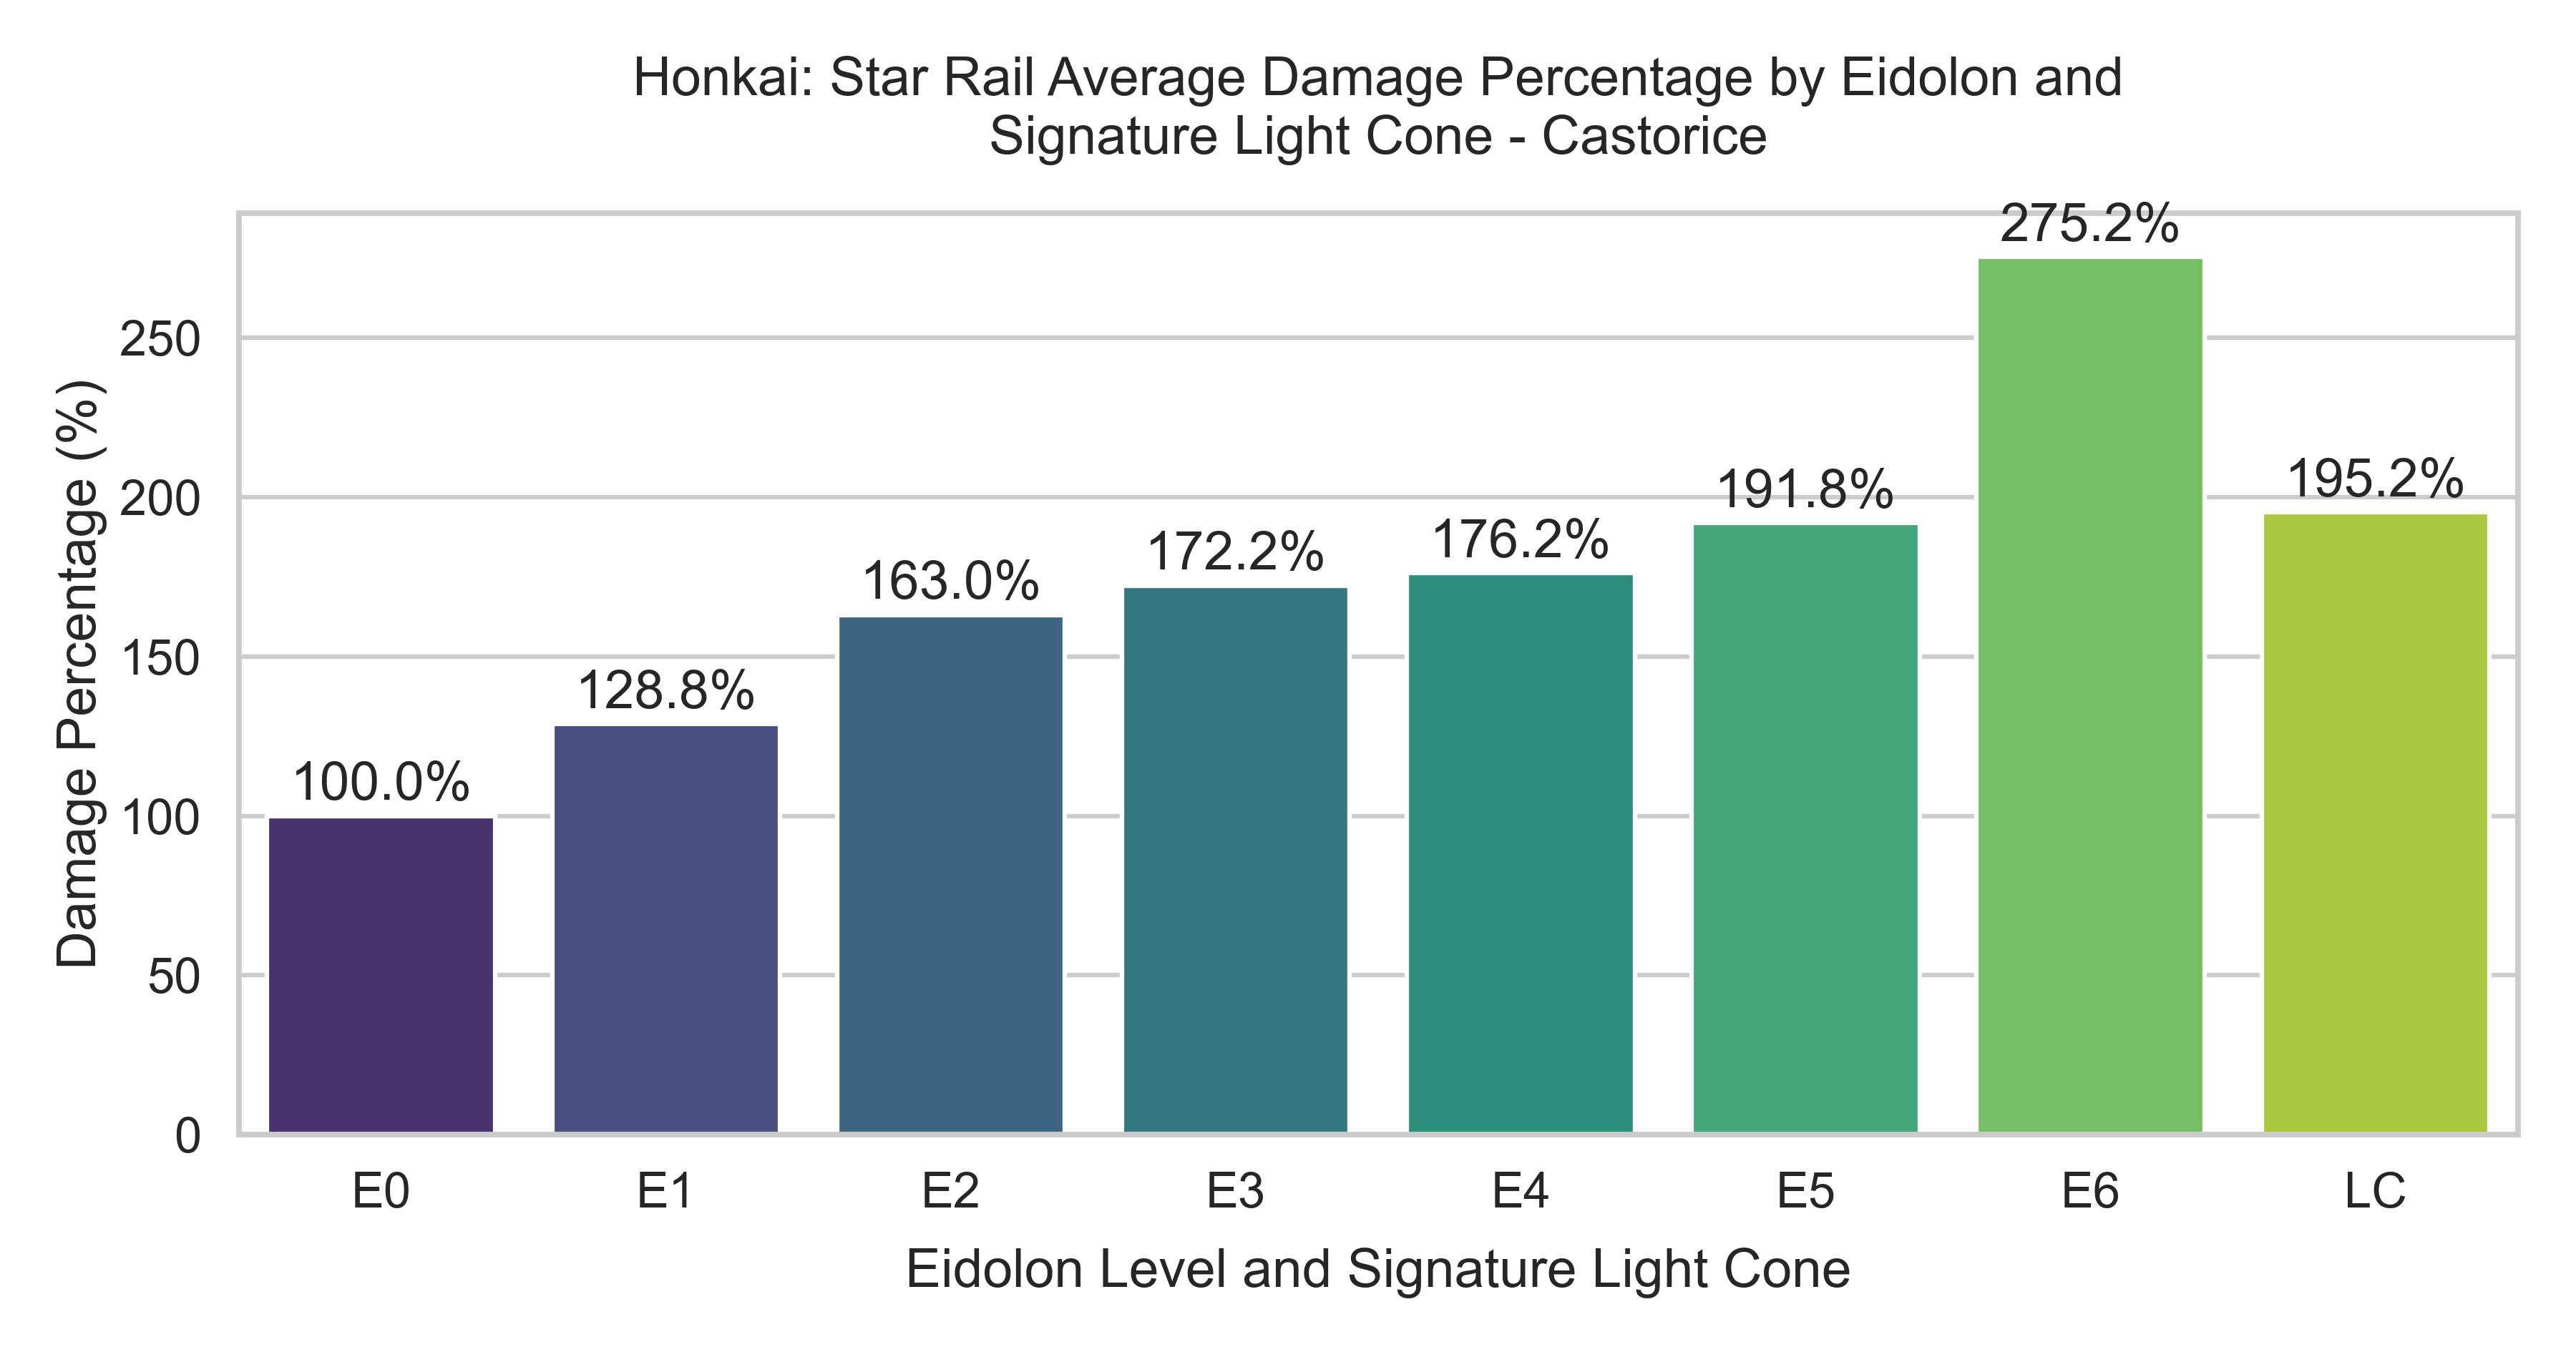 Honkai: Star Rail Average Damage Percentage by Eidolon and
Signature Light Cone - Castorice
Damage Percentage (%)
250
200
150
100
50
0
100.0%
128.8%
163.0%
172.2%
176.2%
191.8%
275.2%
195.2%
E0
E1
E2
E3
E4
E5
E6
LC
Eidolon Level and Signature Light Cone